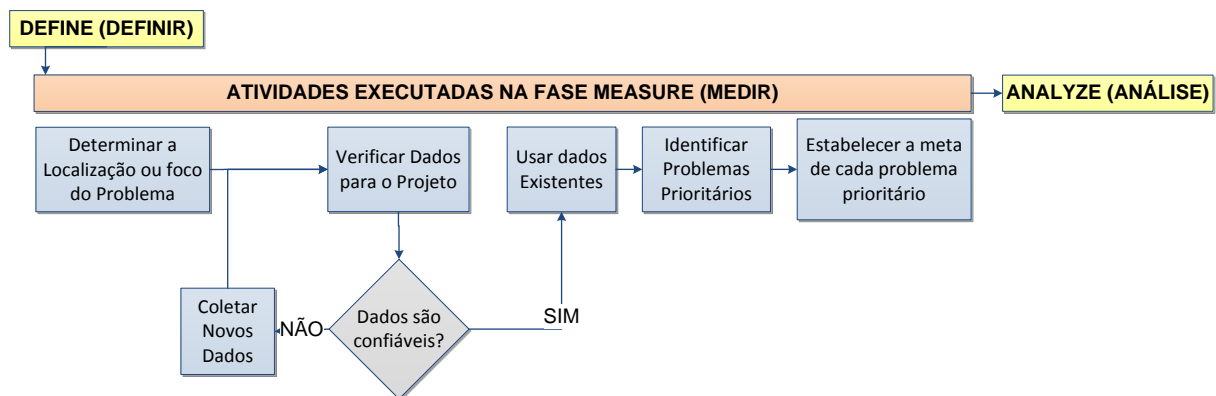 DEFINE (DEFINIR)
ATIVIDADES EXECUTADAS NA FASE MEASURE (MEDIR)
ANALYZE (ANÁLISE)
Determinar a
Localização ou foco
do Problema
Verificar Dados
para o Projeto
Usar dados
Existentes
Identificar
Problemas
Prioritários
Estabelecer a meta
de cada problema
prioritário
Coletar
Novos
Dados
NÃO
Dados são
confiáveis?
SIM